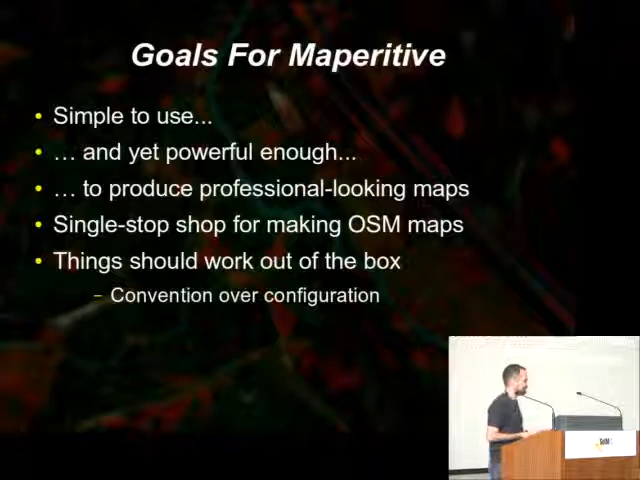 Goals For Maperitive
• Simple to use...
• … and yet powerful enough...
• … to produce professional-looking maps
• Single-stop shop for making OSM maps
• Things should work out of the box
– Convention over configuration